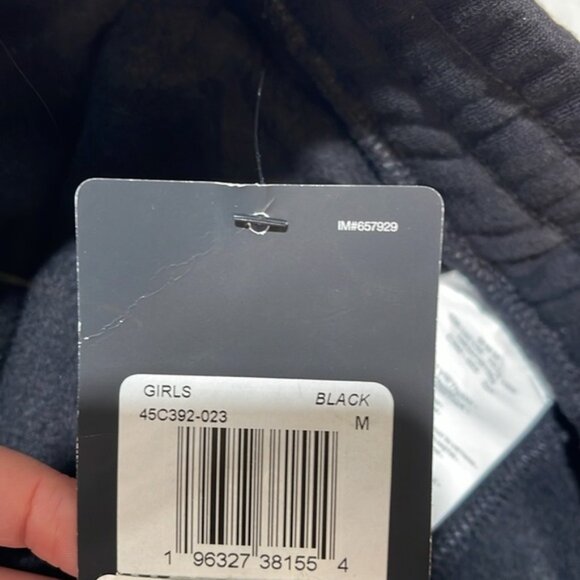 IM#657929
GIRLS BLACK
45C392-023 M
1 96327 38155 4